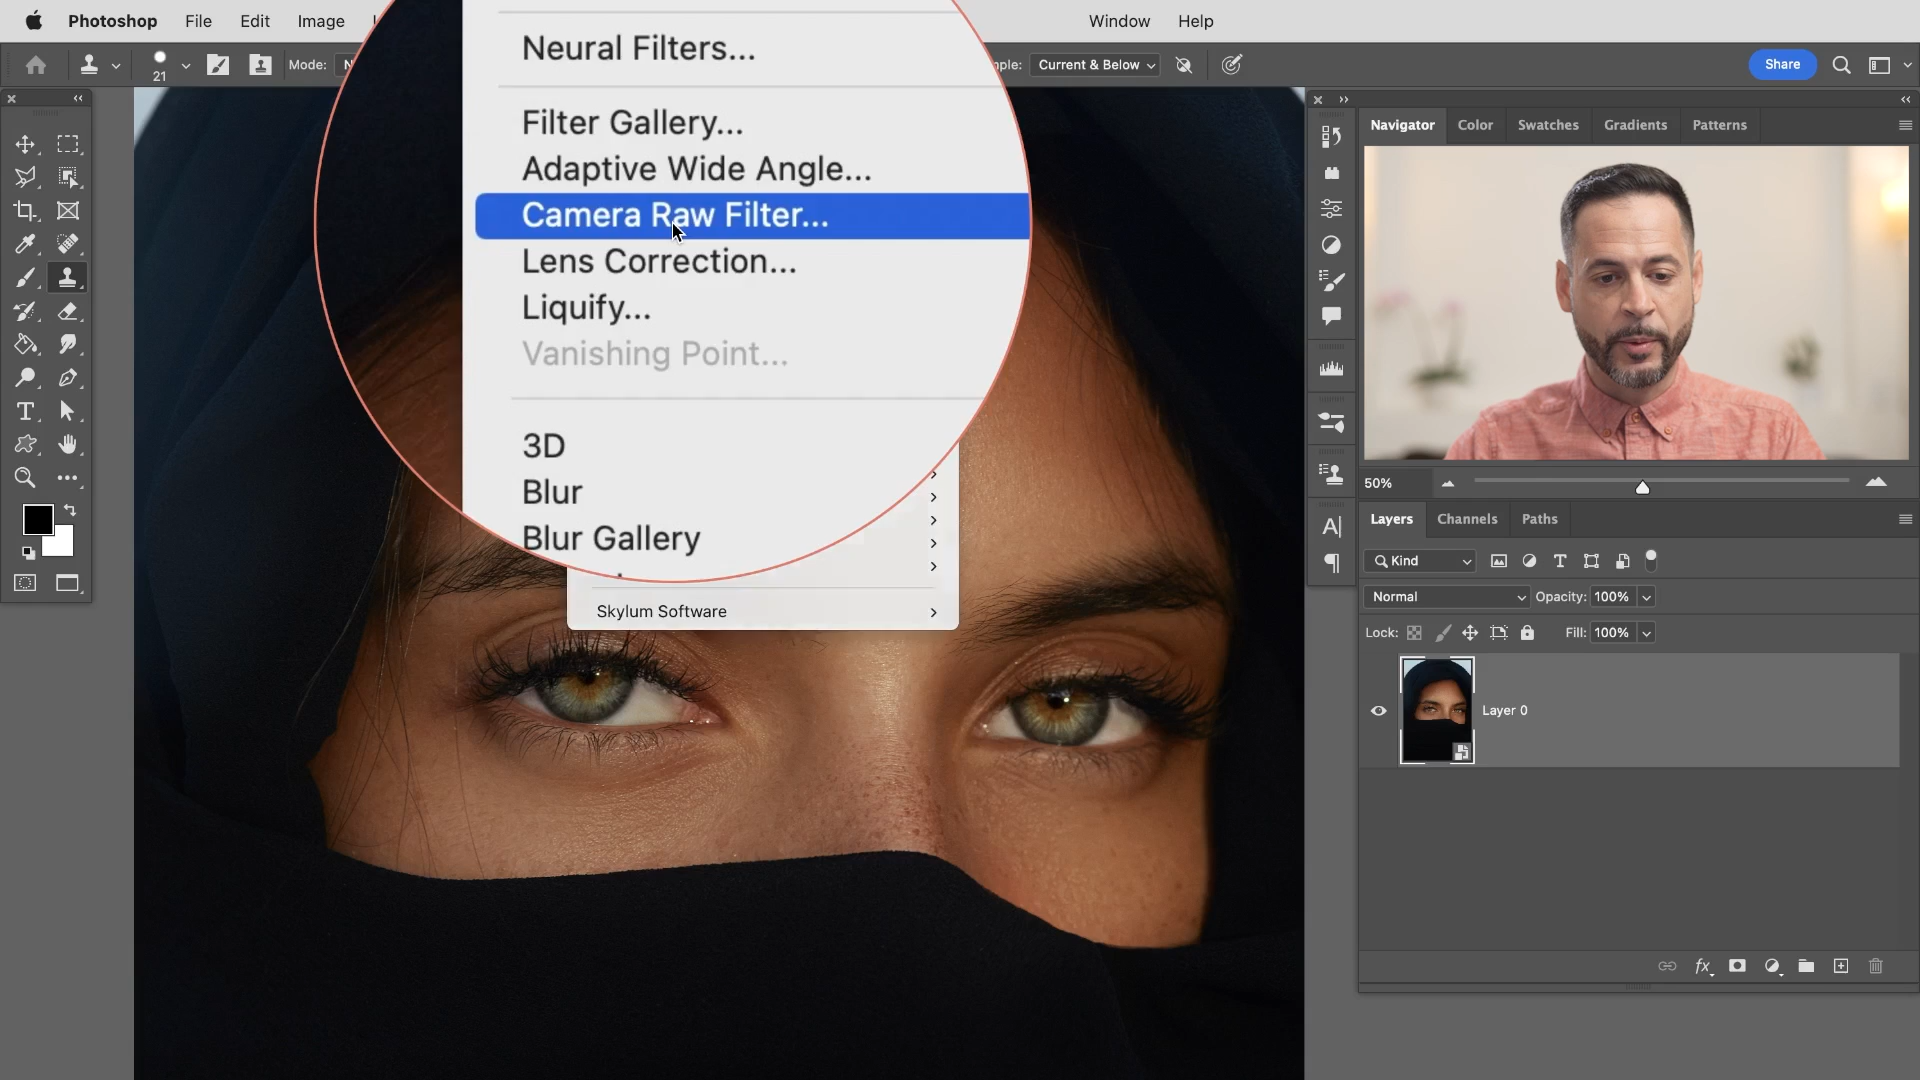 Photoshop File Edit Image Window Help
21 Mode: Current & Below Share
Neural Filters...
Filter Gallery...
Adaptive Wide Angle...
Camera Raw Filter...
Lens Correction...
Liquify...
Vanishing Point...
3D
Blur
Blur Gallery
Skylum Software
Navigator Color Swatches Gradients Patterns
50%
Layers Channels Paths
Kind
Normal Opacity: 100%
Lock: Fill: 100%
Layer 0